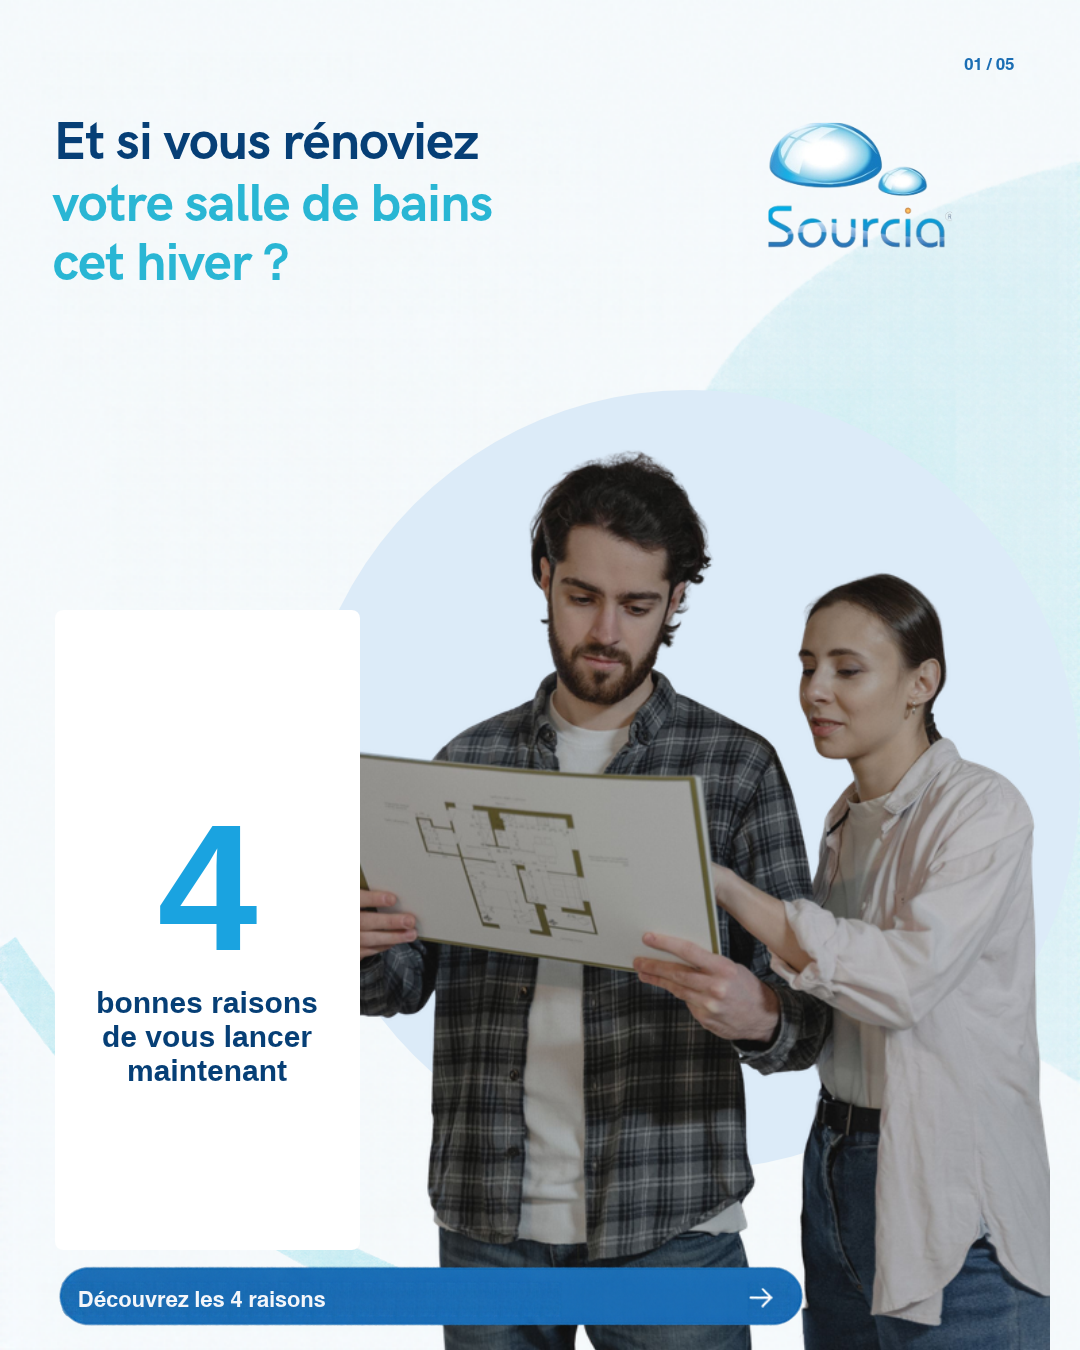 01 / 05
Et si vous rénoviez
votre salle de bains
cet hiver ?
Sourcia
4
bonnes raisons
de vous lancer
maintenant
Découvrez les 4 raisons